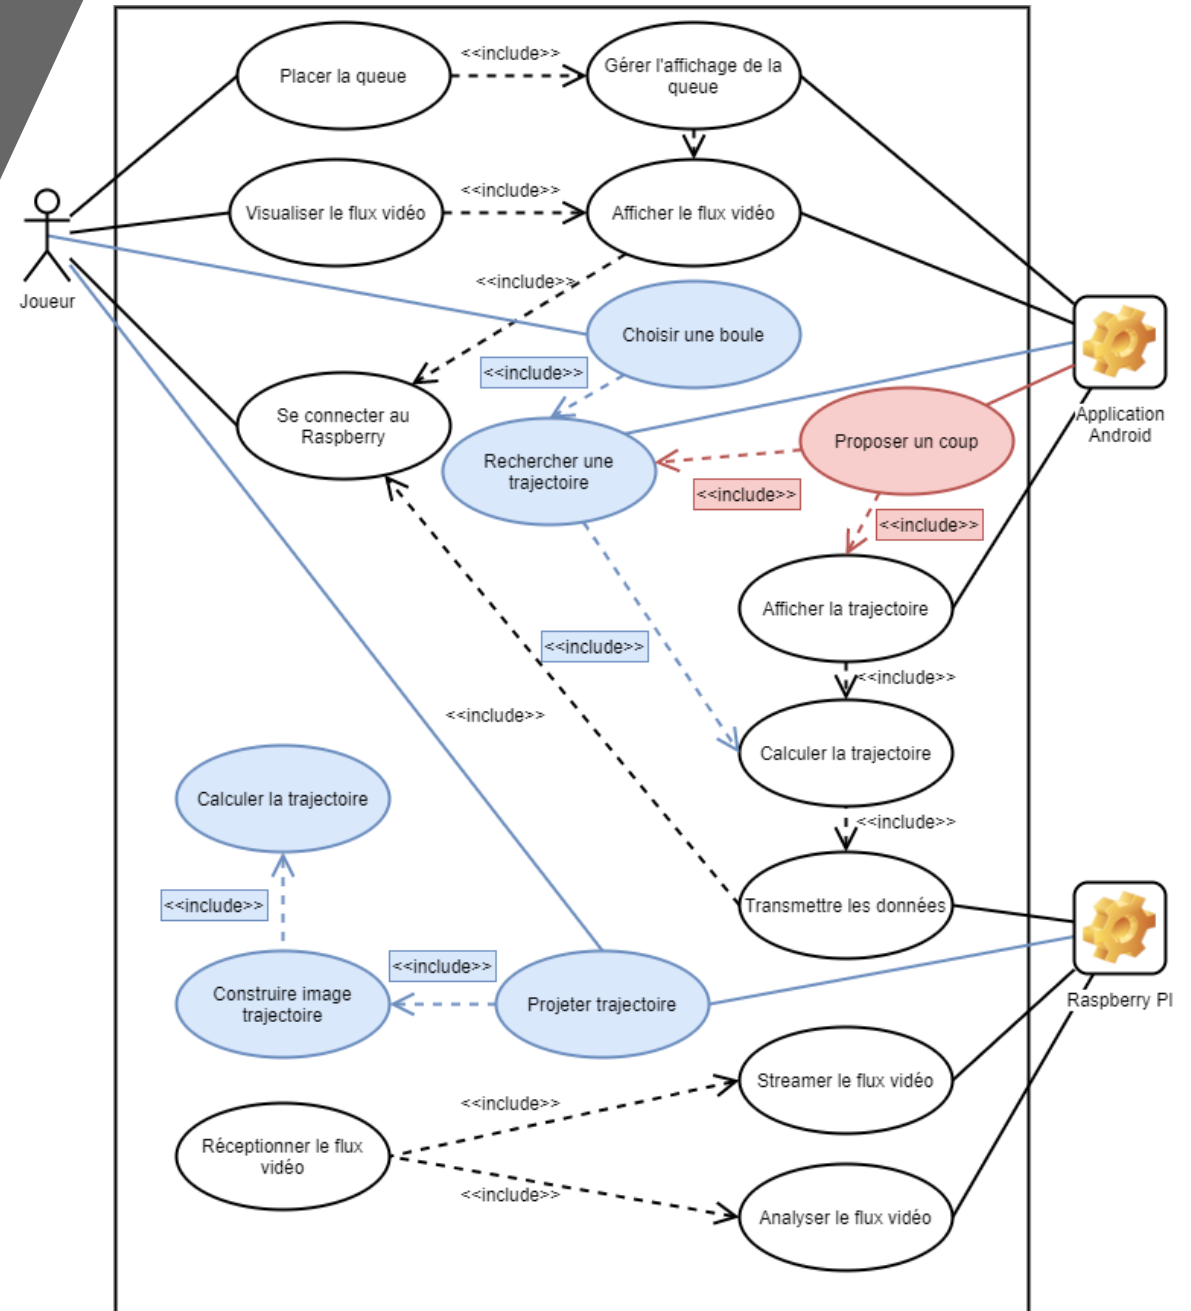 <<include>>
Placer la queue
Gérer l'affichage de la
queue
<<include>>
Visualiser le flux vidéo
Afficher le flux vidéo
Joueur
<<include>>
Choisir une boule
<<include>>
Se connecter au
Raspberry
Application
Android
Proposer un coup
Rechercher une
trajectoire
<<include>>
<<include>>
Afficher la trajectoire
<<include>>
<<include>>
<<include>>
Calculer la trajectoire
Calculer la trajectoire
<<include>>
<<include>>
Transmettre les données
<<include>>
Construire image
trajectoire
Projeter trajectoire
Raspberry PI
Streamer le flux vidéo
<<include>>
Réceptionner le flux
vidéo
<<include>>
Analyser le flux vidéo